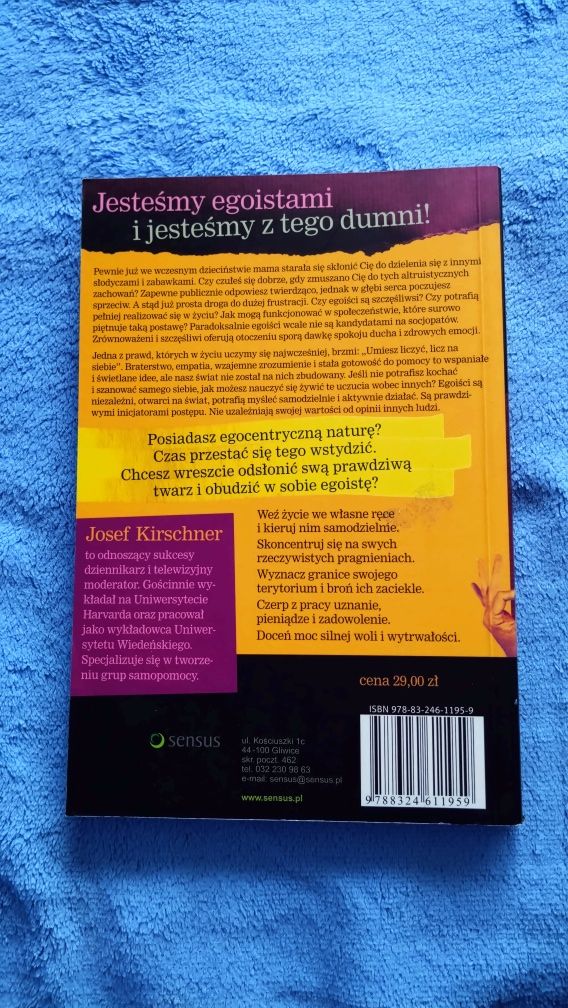 Jesteśmy egoistami
i jesteśmy z tego dumni!
Pewnie już we wczesnym dzieciństwie mama starała się skłonić Cię do dzielenia się z innymi
słodyczami i zabawkami. Czy czułeś się dobrze, gdy zmuszano Cię do tych altruistycznych
zachowań? Zapewne publicznie odpowiesz twierdząco, jednak w głębi serca poczujesz
sprzeciw. A stąd już prosta droga do dużej frustracji. Czy egoiści są szczęśliwsi? Czy potrafią
pełniej realizować się w życiu? Jak mogą funkcjonować w społeczeństwie, które surowo
piętnuje taką postawę? Paradoksalnie egoiści wcale nie są kandydatami na socjopatów.
Zrównoważeni i szczęśliwi oferują otoczeniu sporą dawkę spokoju ducha i zdrowych emocji.
Jedna z prawd, których w życiu uczymy się najwcześniej, brzmi: „Umiesz liczyć, licz na
siebie”. Braterstwo, empatia, wzajemne zrozumienie i stała gotowość do pomocy to wspaniałe
i świetlane idee, ale nasz świat nie został na nich zbudowany. Jeśli nie potrafisz kochać
i szanować samego siebie, jak możesz nauczyć się żywić te uczucia wobec innych? Egoiści są
niezależni, otwarci na świat, potrafią myśleć samodzielnie i aktywnie działać. Są prawdzi-
wymi inicjatorami postępu. Nie uzależniają swojej wartości od opinii innych ludzi.
Posiadasz egocentryczną naturę?
Czas przestać się tego wstydzić.
Chcesz wreszcie odsłonić swą prawdziwą
twarz i obudzić w sobie egoistę?
Josef Kirschner
to odnoszący sukcesy
dziennikarz i telewizyjny
moderator. Gościnnie wy-
kładał na Uniwersytecie
Harvarda oraz pracował
jako wykładowca Uniwer-
sytetu Wiedeńskiego.
Specjalizuje się w tworze-
niu grup samopomocy.
Weź życie we własne ręce
i kieruj nim samodzielnie.
Skoncentruj się na swych
rzeczywistych pragnieniach.
Wyznacz granice swojego
terytorium i broń ich zaciekle.
Czerp z pracy uznanie,
pieniądze i zadowolenie.
Doceń moc silnej woli i wytrwałości.
cena 29,00 zł
ISBN 978-83-246-1195-9
9 788324 611959
sensus
ul. Kościuszki 1c
44-100 Gliwice
skr. poczt. 462
tel. 032 230 98 63
e-mail: sensus@sensus.pl
www.sensus.pl